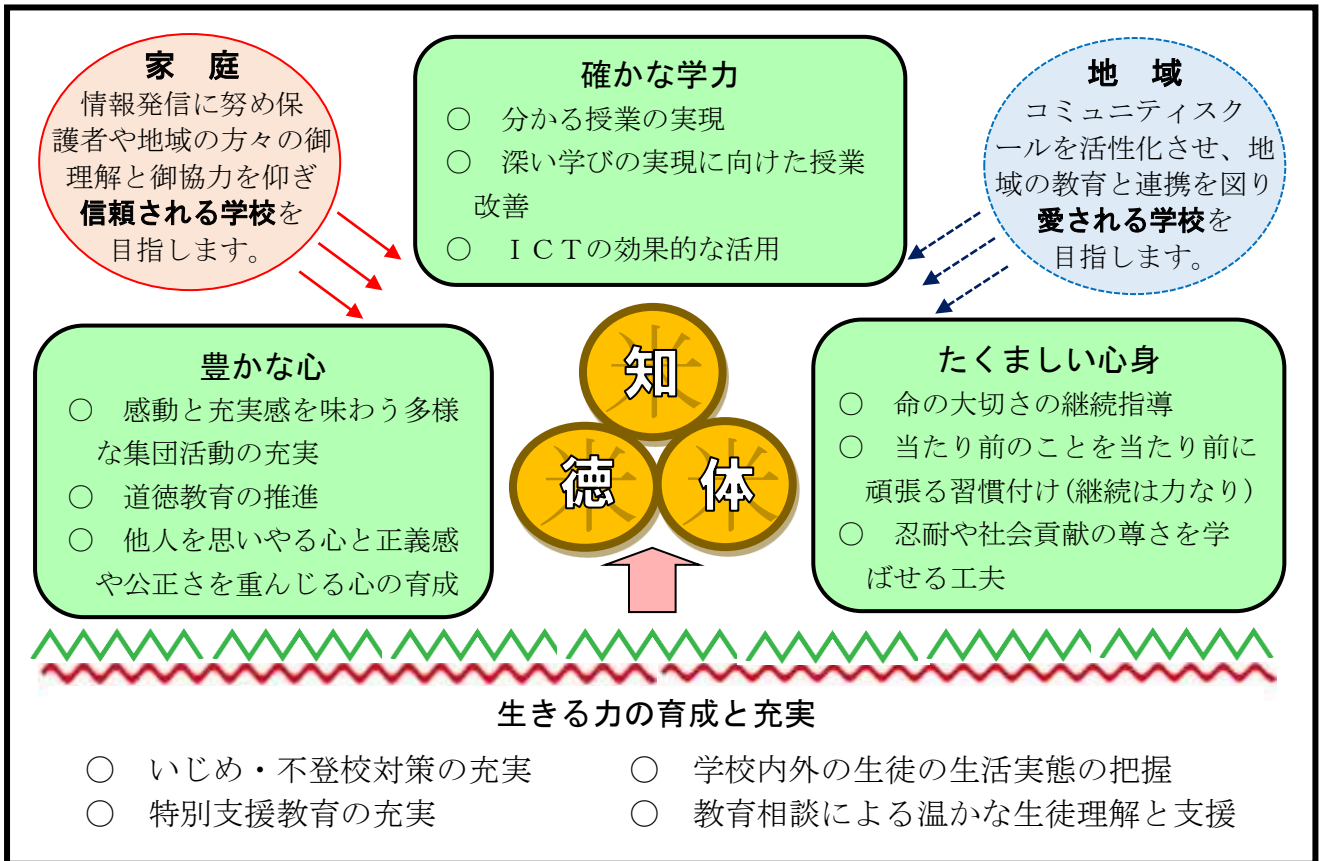 家　庭
情報発信に努め保
護者や地域の方々の御
理解と御協力を仰ぎ
信頼される学校を
目指します。
確かな学力
○　分かる授業の実現
○　深い学びの実現に向けた授業
改善
○　ＩＣＴの効果的な活用
地　域
コミュニティスク
ールを活性化させ、地
域の教育と連携を図り
愛される学校を
目指します。
豊かな心
○　感動と充実感を味わう多様
な集団活動の充実
○　道徳教育の推進
○　他人を思いやる心と正義感
や公正さを重んじる心の育成
知
徳
体
たくましい心身
○　命の大切さの継続指導
○　当たり前のことを当たり前に
頑張る習慣付け(継続は力なり)
○　忍耐や社会貢献の尊さを学
ばせる工夫
生きる力の育成と充実
○　いじめ・不登校対策の充実
○　学校内外の生徒の生活実態の把握
○　特別支援教育の充実
○　教育相談による温かな生徒理解と支援